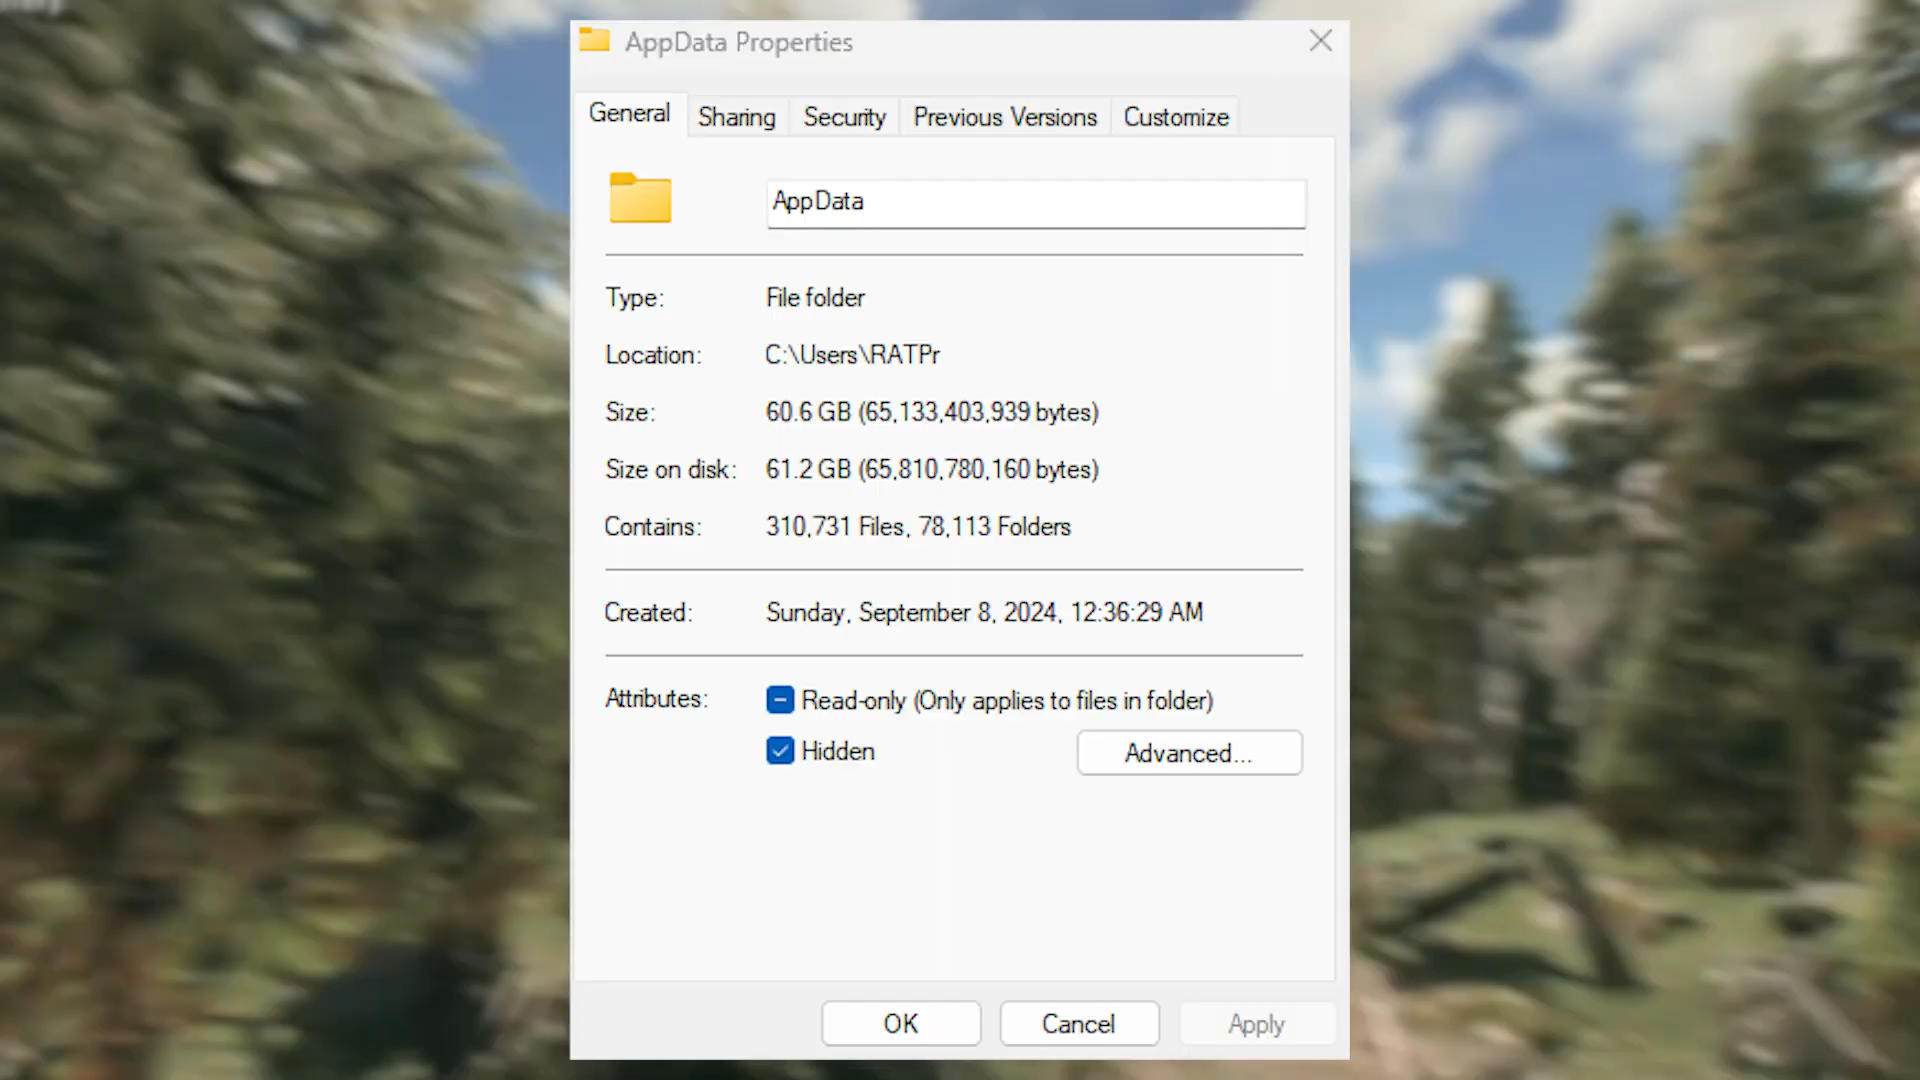 AppData Properties
General Sharing Security Previous Versions Customize
AppData
Type: File folder
Location: C:\Users\RATPr
Size: 60.6 GB (65,133,403,939 bytes)
Size on disk: 61.2 GB (65,810,780,160 bytes)
Contains: 310,731 Files, 78,113 Folders
Created: Sunday, September 8, 2024, 12:36:29 AM
Attributes: Read-only (Only applies to files in folder)
Hidden Advanced...
OK Cancel Apply